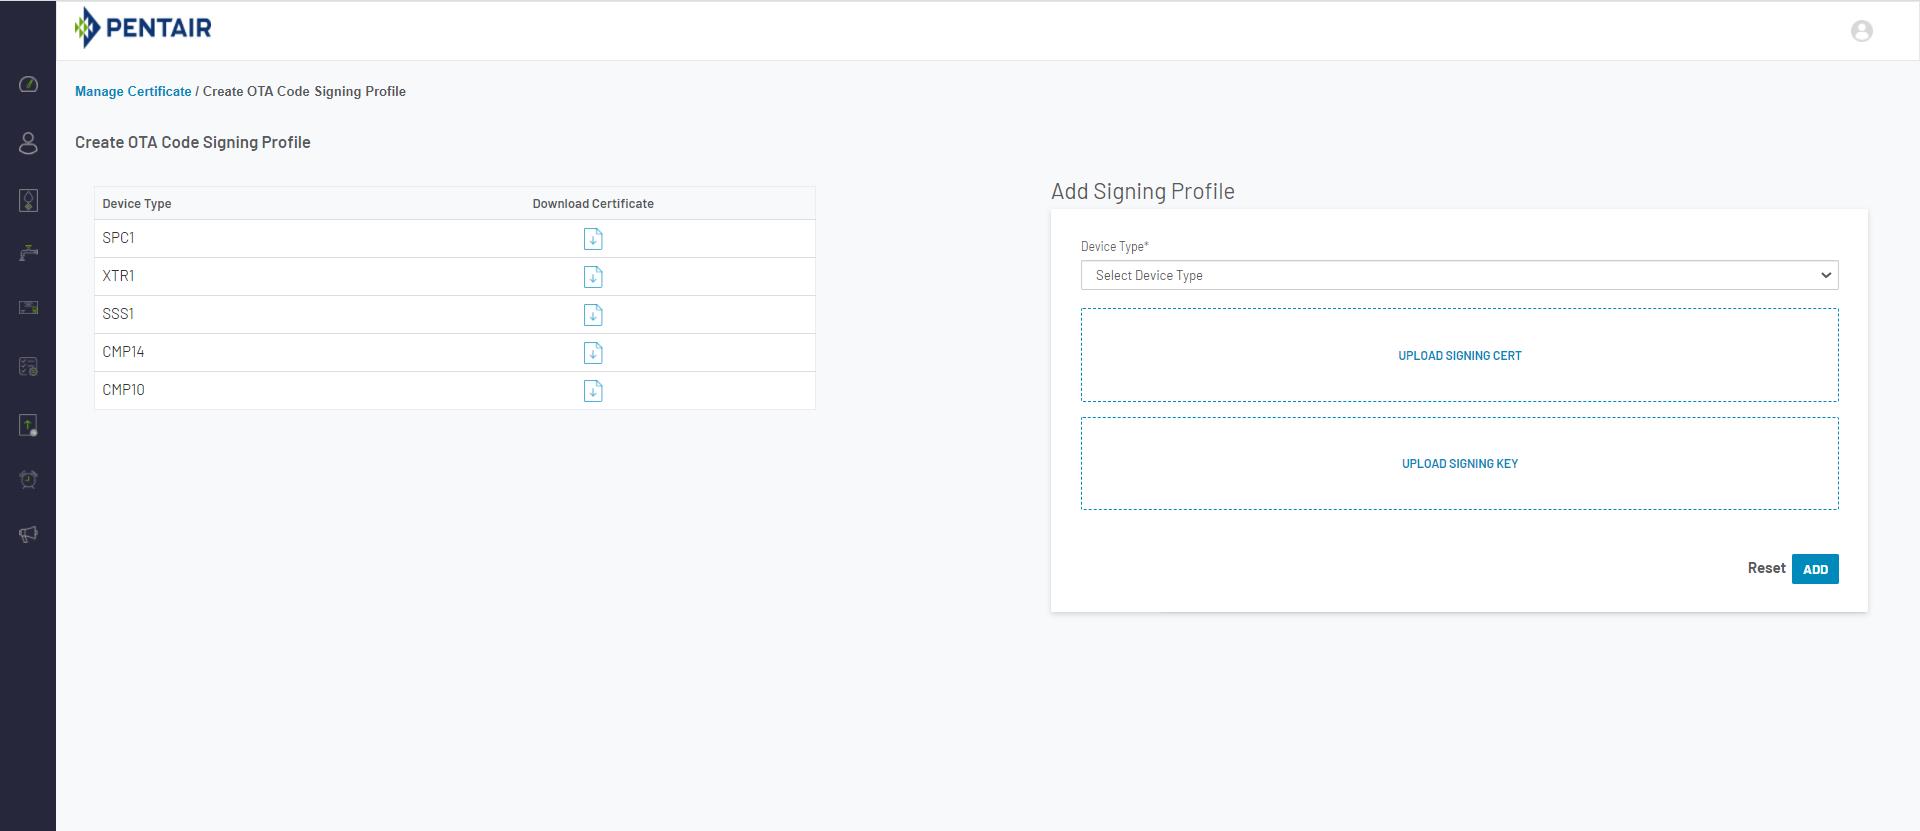 PENTAIR
Manage Certificate / Create OTA Code Signing Profile
Create OTA Code Signing Profile
Device Type Download Certificate
SPC1
XTR1
SSS1
CMP14
CMP10
Add Signing Profile
Device Type*
Select Device Type
UPLOAD SIGNING CERT
UPLOAD SIGNING KEY
Reset ADD